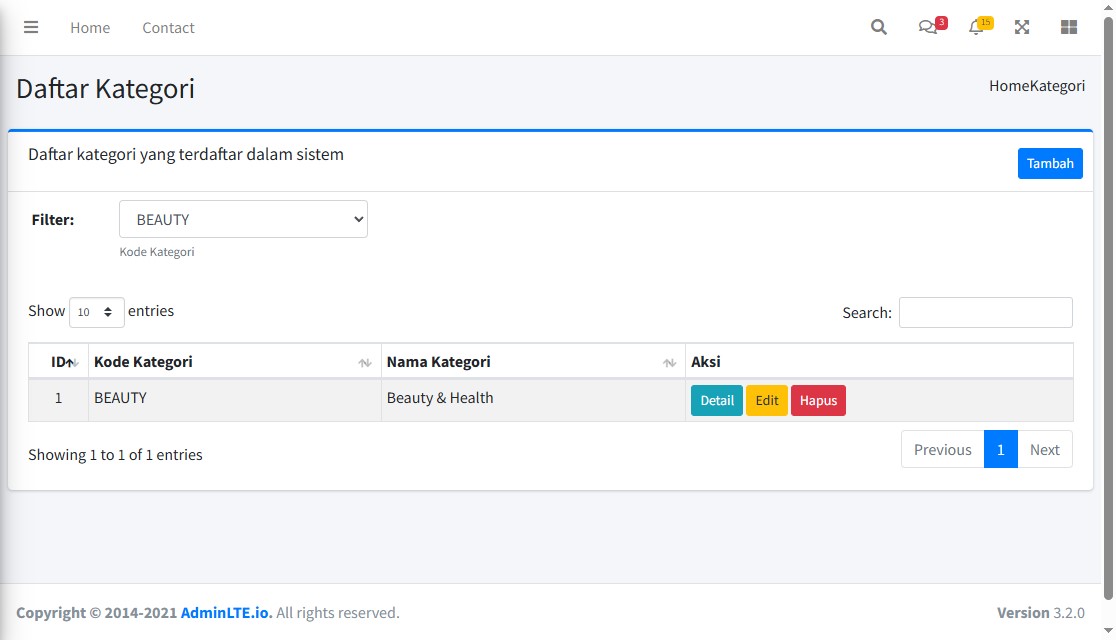 Home Contact 3 15
Daftar Kategori HomeKategori
Daftar kategori yang terdaftar dalam sistem
Tambah
Filter: BEAUTY
Kode Kategori
Show 10 entries Search:
ID Kode Kategori Nama Kategori Aksi
1 BEAUTY Beauty & Health Detail Edit Hapus
Showing 1 to 1 of 1 entries Previous 1 Next
Copyright © 2014-2021 AdminLTE.io. All rights reserved. Version 3.2.0